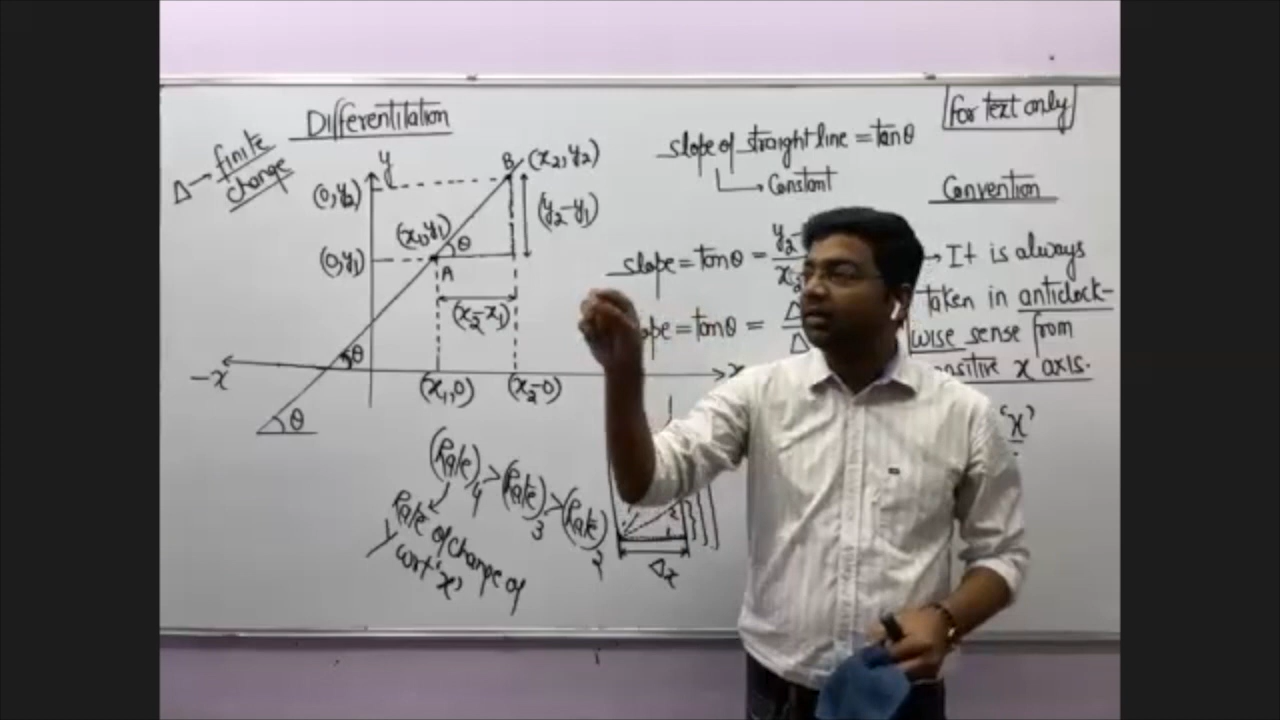 Differentitation
Δ → finite
change
y
B (x₂, y₂)
(0, y₂)
(y₂-y₁)
(x₁, y₁)
θ
(0, y₁)
A
(x₂-x₁)
θ
-x
x
(x₁, 0)
(x₂-0)
θ
(Rate)₄ > (Rate)₃ > (Rate)₂
Rate of change of
y wrt 'x'
Δx
slope of straight line = tanθ
Constant
slope = tanθ =
= tanθ =
For text only
Convention
→ It is always
taken in anticlock-
wise sense from
x axis.
'x'